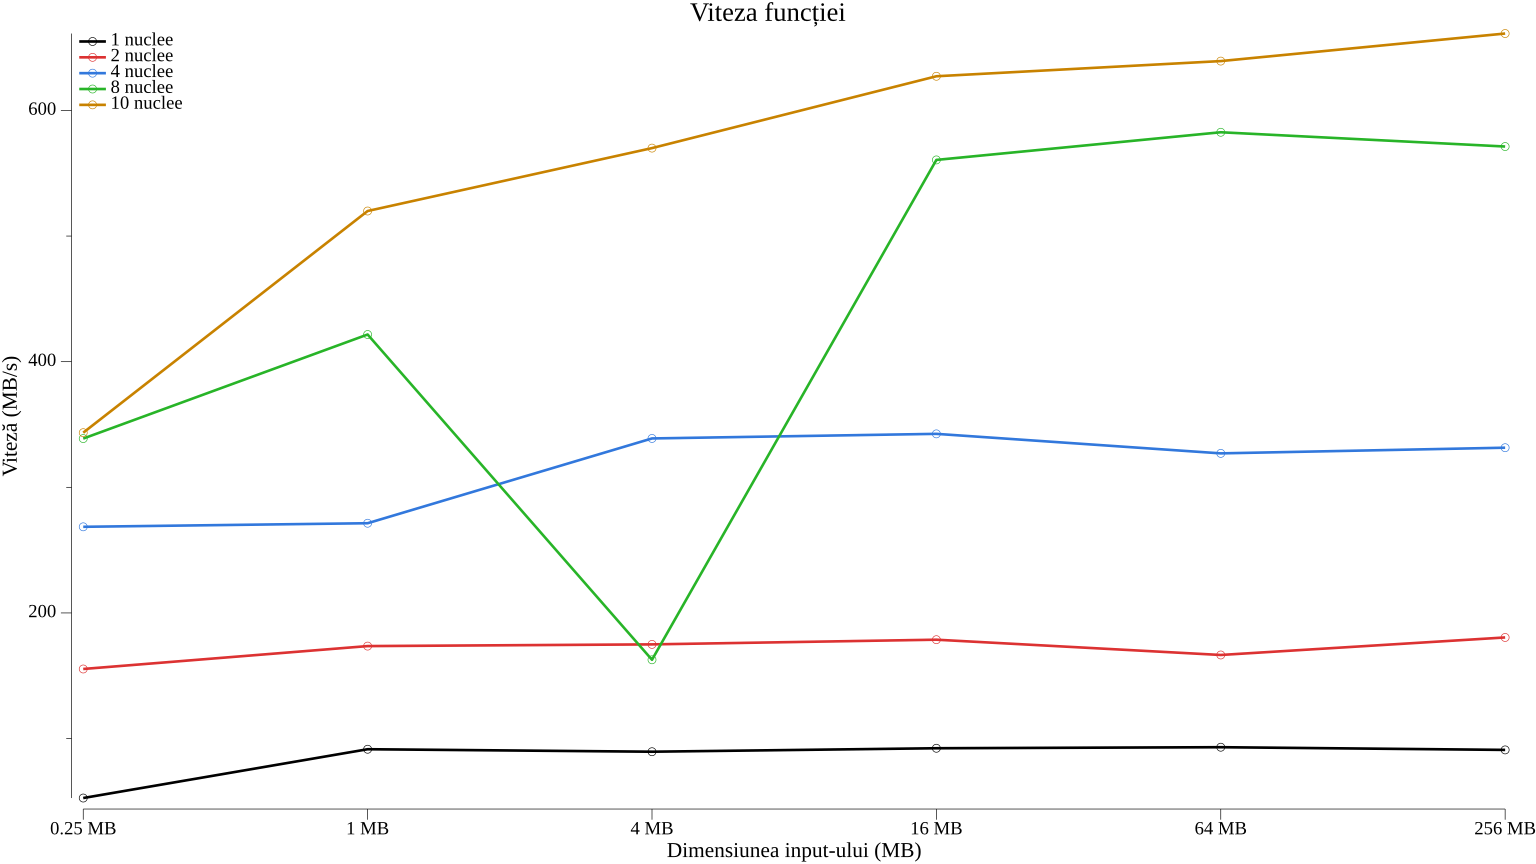 Viteza funcției
1 nuclee
2 nuclee
4 nuclee
8 nuclee
10 nuclee
600
400
200
Viteză (MB/s)
0.25 MB
1 MB
4 MB
16 MB
64 MB
256 MB
Dimensiunea input-ului (MB)